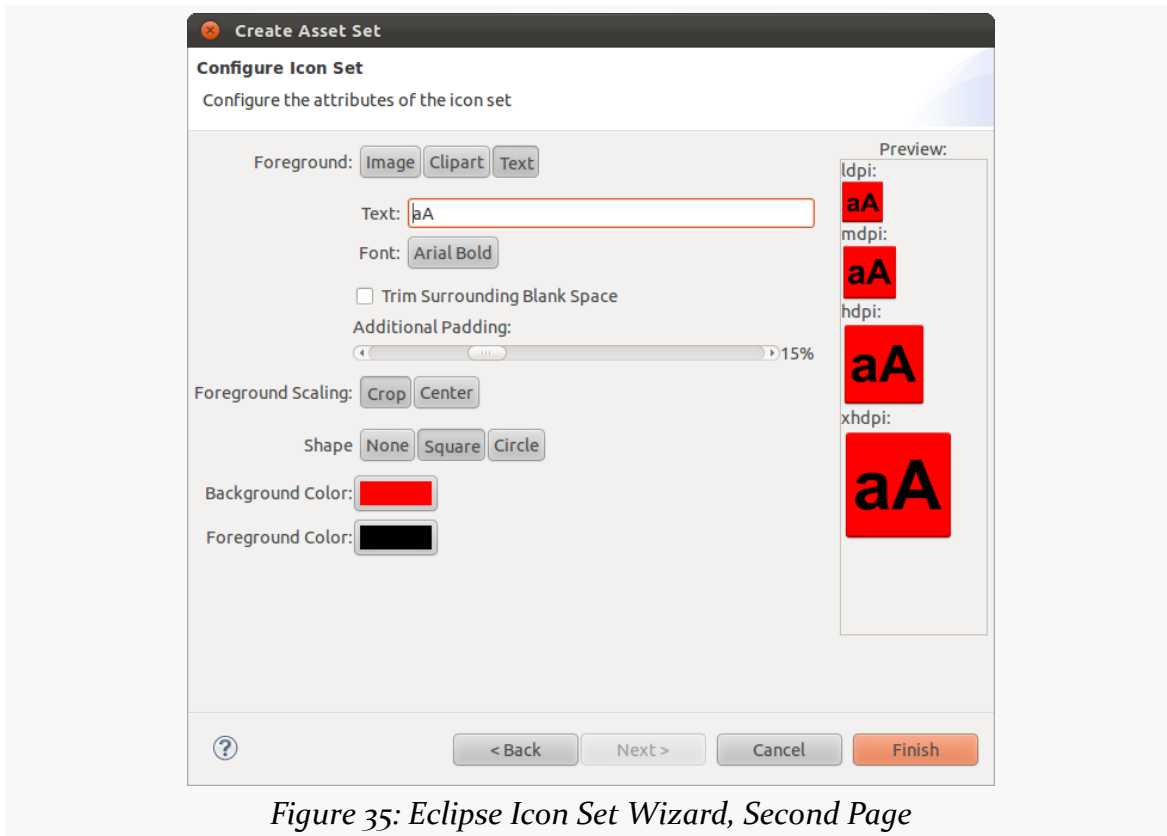 Create Asset Set
Configure Icon Set
Configure the attributes of the icon set
Foreground: Image Clipart Text
Text: aA
Font: Arial Bold
Trim Surrounding Blank Space
Additional Padding:
15%
Foreground Scaling: Crop Center
Shape None Square Circle
Background Color:
Foreground Color:
Preview:
ldpi:
aA
mdpi:
aA
hdpi:
aA
xhdpi:
aA
?
< Back Next > Cancel Finish
Figure 35: Eclipse Icon Set Wizard, Second Page